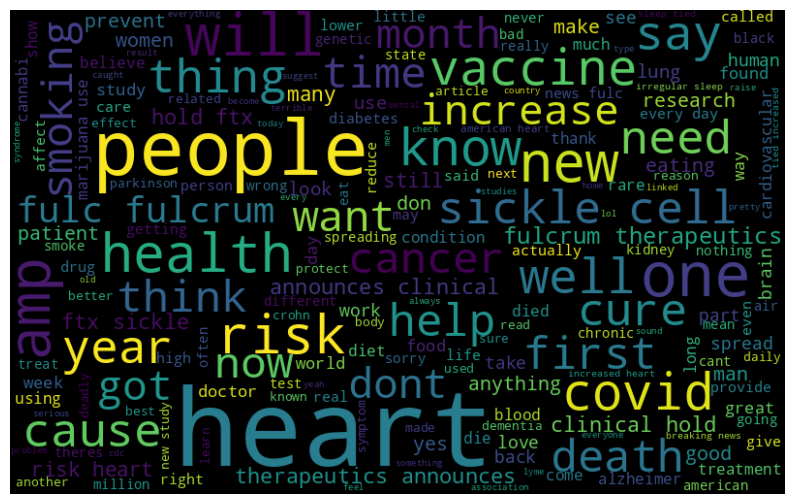 everything
sleep tied
prevent
will
month
little
never
see
called
lower
bad
make
say
women
genetic
really
much
black
show
believe
thing
time
state
vaccine
type
human
caught
suggest
country
irregular sleep
raise
cannabi
smoking
study
result
many
article
news fulc
lung
found
care
related
become
use
increase
research
cardiovascular
tied increased
marijuana use
effect
terrible
diabetes
mental
affect
hold ftx
today
american heart
thank
every day
syndrome
people
men
check
know
new
need
reduce
said
next
reason
way
parkinson
person
wrong
look
still
eating
rare
eat
studies
home
linked
pretty
fulc fulcrum
every
want
don
sickle cell
lol
patient
getting
day
may
smoke
spreading
condition
fulcrum therapeutics
health
protect
cancer
actually
kidney
nothing
drug
announces clinical
well
one
brain
old
better
different
amp
think
always
died
part
even
air
ftx sickle
crohn
work
help
read
cure
mean
treat
often
risk
body
sure
chronic
sound
spread
year
high
now
world
diet
food
life
first
long
cant
daily
week
sorry
used
take
increased heart
man
using
deadly
doctor
test
yeah
got
dont
anything
provide
known
real
covid
best
heart
symptom
blood
great
serious
cause
new study
made
dementia
everyone
clinical hold
going
yes
love
breaking news
give
problem
theres
cdc
learn
die
death
good
risk heart
right
back
something
lyme
come
alzheimer
treatment
another
million
therapeutics announces
feel
association
american